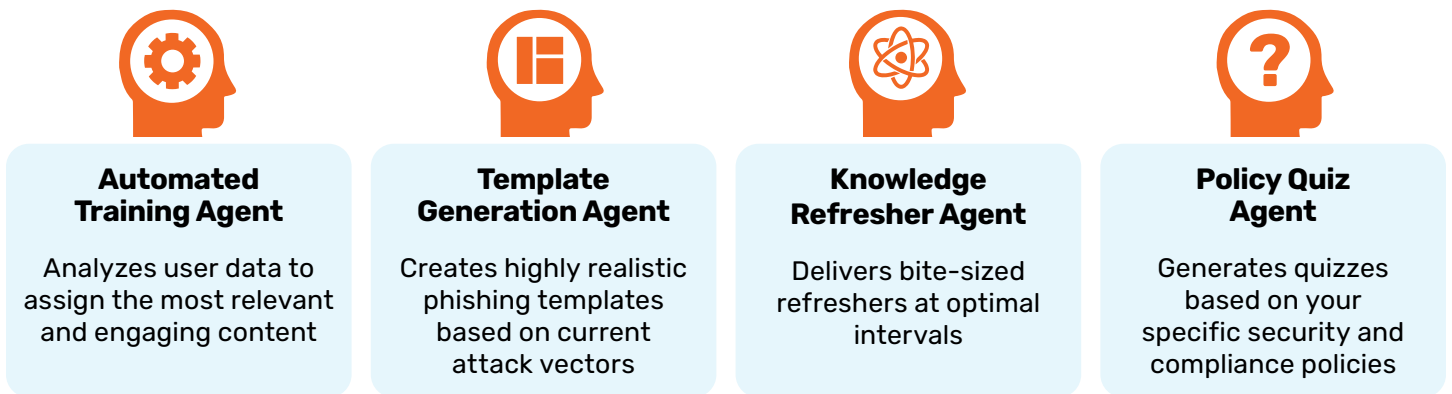 Automated
Training Agent
Analyzes user data to
assign the most relevant
and engaging content
Template
Generation Agent
Creates highly realistic
phishing templates
based on current
attack vectors
Knowledge
Refresher Agent
Delivers bite-sized
refreshers at optimal
intervals
?
Policy Quiz
Agent
Generates quizzes
based on your
specific security and
compliance policies